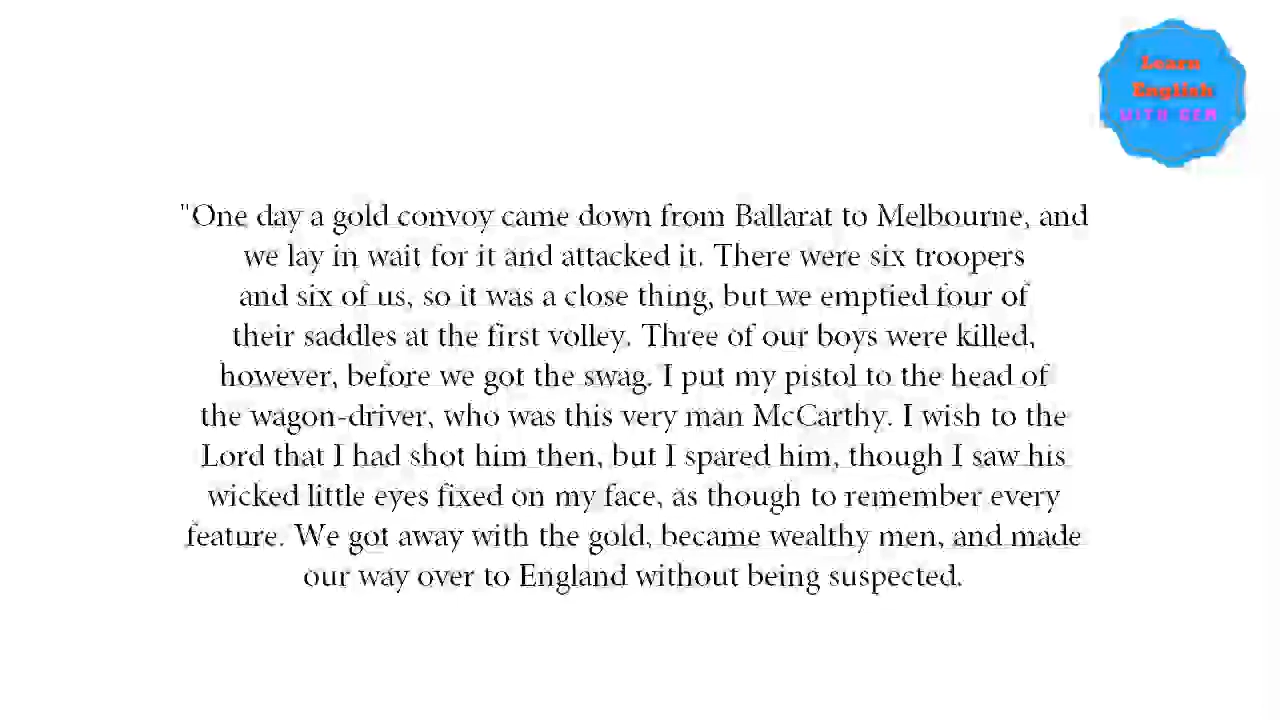 Learn
English
WITH GEM
"One day a gold convoy came down from Ballarat to Melbourne, and
we lay in wait for it and attacked it. There were six troopers
and six of us, so it was a close thing, but we emptied four of
their saddles at the first volley. Three of our boys were killed,
however, before we got the swag. I put my pistol to the head of
the wagon-driver, who was this very man McCarthy. I wish to the
Lord that I had shot him then, but I spared him, though I saw his
wicked little eyes fixed on my face, as though to remember every
feature. We got away with the gold, became wealthy men, and made
our way over to England without being suspected.